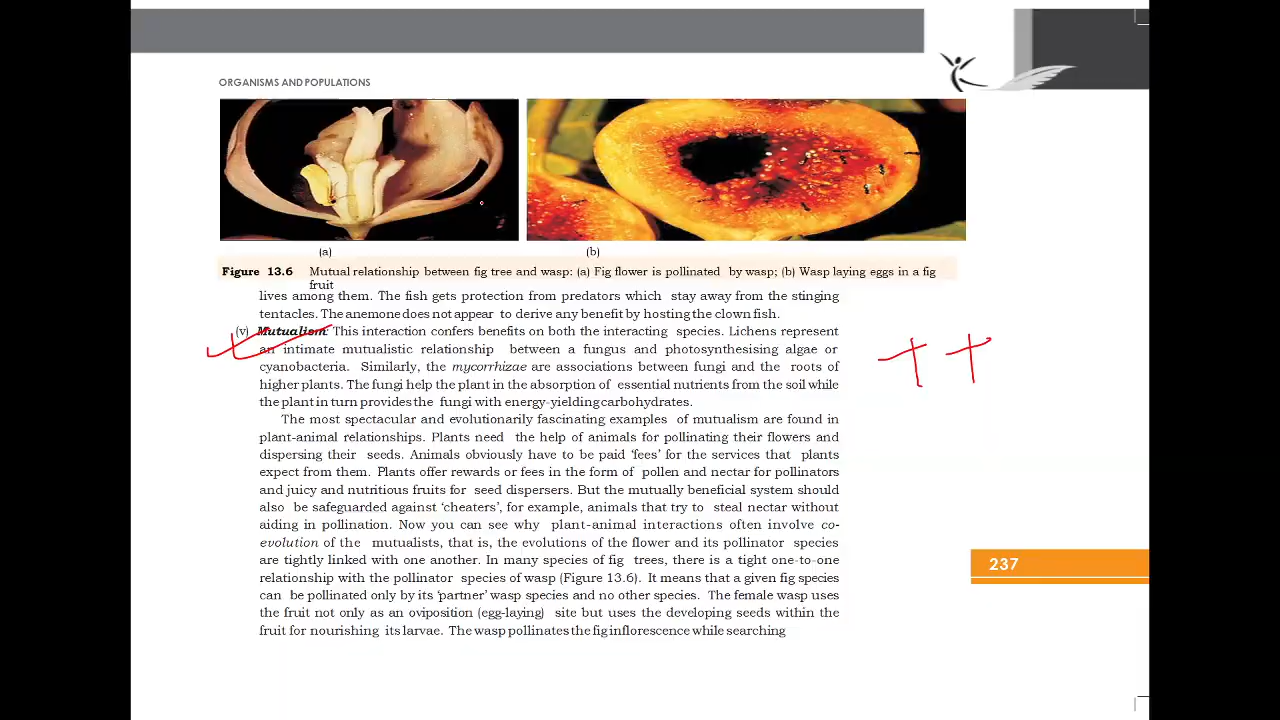 ORGANISMS AND POPULATIONS
(a)
(b)
Figure 13.6 Mutual relationship between fig tree and wasp: (a) Fig flower is pollinated by wasp; (b) Wasp laying eggs in a fig
fruit
lives among them. The fish gets protection from predators which stay away from the stinging
tentacles. The anemone does not appear to derive any benefit by hosting the clown fish.
(v) Mutualism: This interaction confers benefits on both the interacting species. Lichens represent
an intimate mutualistic relationship between a fungus and photosynthesising algae or
cyanobacteria. Similarly, the mycorrhizae are associations between fungi and the roots of
higher plants. The fungi help the plant in the absorption of essential nutrients from the soil while
the plant in turn provides the fungi with energy-yielding carbohydrates.
The most spectacular and evolutionarily fascinating examples of mutualism are found in
plant-animal relationships. Plants need the help of animals for pollinating their flowers and
dispersing their seeds. Animals obviously have to be paid ‘fees’ for the services that plants
expect from them. Plants offer rewards or fees in the form of pollen and nectar for pollinators
and juicy and nutritious fruits for seed dispersers. But the mutually beneficial system should
also be safeguarded against ‘cheaters’, for example, animals that try to steal nectar without
aiding in pollination. Now you can see why plant-animal interactions often involve co-
evolution of the mutualists, that is, the evolutions of the flower and its pollinator species
are tightly linked with one another. In many species of fig trees, there is a tight one-to-one
relationship with the pollinator species of wasp (Figure 13.6). It means that a given fig species
can be pollinated only by its ‘partner’ wasp species and no other species. The female wasp uses
the fruit not only as an oviposition (egg-laying) site but uses the developing seeds within the
fruit for nourishing its larvae. The wasp pollinates the fig inflorescence while searching
+ +
237